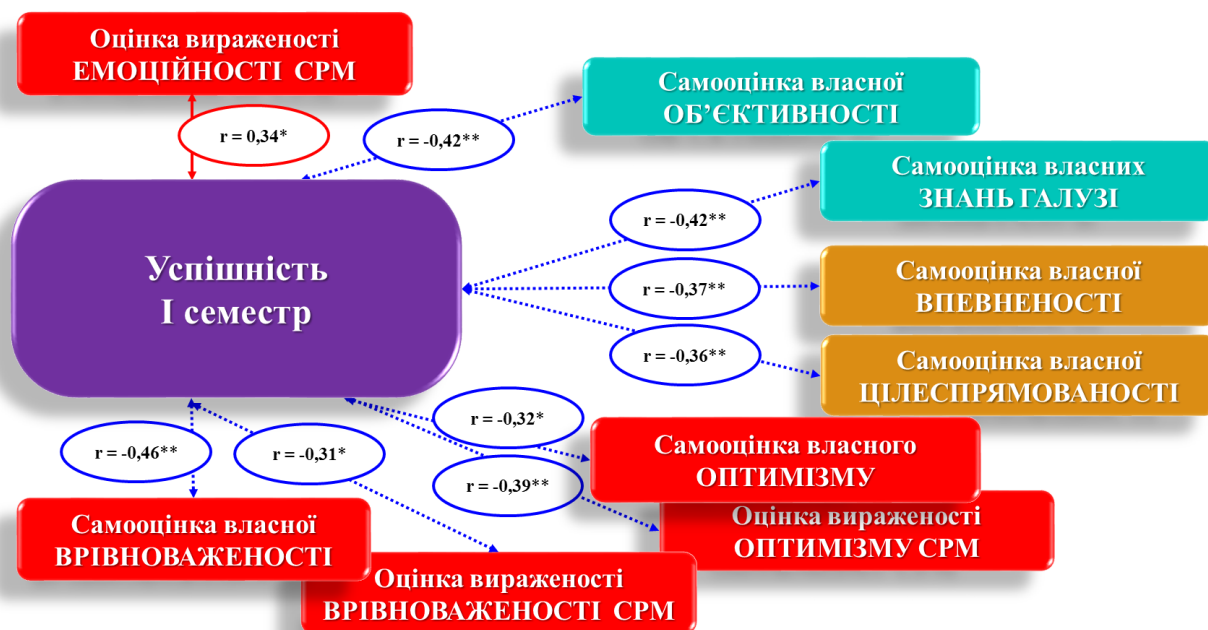 Оцінка вираженості
ЕМОЦІЙНОСТІ СРМ
Самооцінка власної
ОБ’ЄКТИВНОСТІ
r = 0,34*
r = -0,42**
Самооцінка власних
ЗНАНЬ ГАЛУЗІ
r = -0,42**
Успішність
І семестр
Самооцінка власної
ВПЕВНЕНОСТІ
r = -0,37**
r = -0,36**
Самооцінка власної
ЦІЛЕСПРЯМОВАНОСТІ
r = -0,32*
r = -0,46**
r = -0,31*
r = -0,39**
Самооцінка власного
ОПТИМІЗМУ
Оцінка вираженості
ОПТИМІЗМУ СРМ
Самооцінка власної
ВРІВНОВАЖЕНОСТІ
Оцінка вираженості
ВРІВНОВАЖЕНОСТІ СРМ